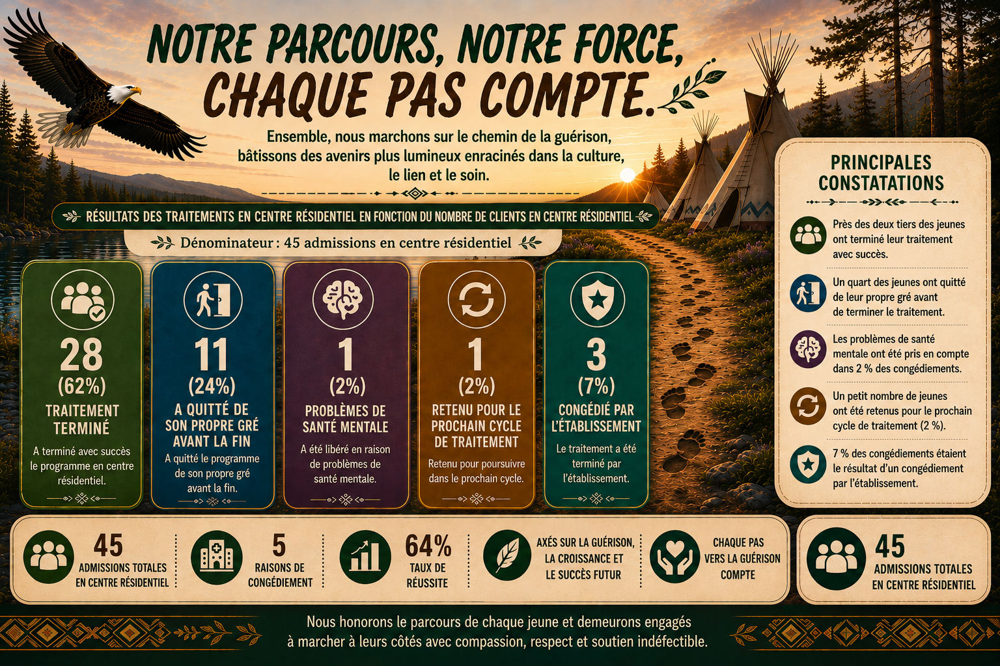 NOTRE PARCOURS, NOTRE FORCE,
CHAQUE PAS COMPTE.
Ensemble, nous marchons sur le chemin de la guérison,
bâtissons des avenirs plus lumineux enracinés dans la culture,
le lien et le soin.
RÉSULTATS DES TRAITEMENTS EN CENTRE RÉSIDENTIEL EN FONCTION DU NOMBRE DE CLIENTS EN CENTRE RÉSIDENTIEL
Dénominateur : 45 admissions en centre résidentiel
28
(62%)
TRAITEMENT
TERMINÉ
A terminé avec succès
le programme en centre
résidentiel.
11
(24%)
A QUITTÉ DE
SON PROPRE GRÉ
AVANT LA FIN
A quitté le programme
de son propre gré
avant la fin.
1
(2%)
PROBLÈMES DE
SANTÉ MENTALE
A été libéré en raison
de problèmes de
santé mentale.
1
(2%)
RETENU POUR LE
PROCHAIN CYCLE
DE TRAITEMENT
Retenu pour poursuivre
dans le prochain cycle.
3
(7%)
CONGÉDIÉ PAR
L'ÉTABLISSEMENT
Le traitement a été
terminé par
l'établissement.
PRINCIPALES
CONSTATATIONS
Près des deux tiers des jeunes
ont terminé leur traitement
avec succès.
Un quart des jeunes ont quitté
de leur propre gré avant
de terminer le traitement.
Les problèmes de santé
mentale ont été pris en compte
dans 2 % des congédiements.
Un petit nombre de jeunes
ont été retenus pour le prochain
cycle de traitement (2 %).
7 % des congédiements étaient
le résultat d'un congédiement
par l'établissement.
45
ADMISSIONS TOTALES
EN CENTRE RÉSIDENTIEL
5
RAISONS DE
CONGÉDIEMENT
64%
TAUX DE
RÉUSSITE
AXÉS SUR LA GUÉRISON,
LA CROISSANCE ET
LE SUCCÈS FUTUR
CHAQUE PAS
VERS LA GUÉRISON
COMPTE
45
ADMISSIONS TOTALES
EN CENTRE RÉSIDENTIEL
Nous honorons le parcours de chaque jeune et demeurons engagés
à marcher à leurs côtés avec compassion, respect et soutien indéfectible.